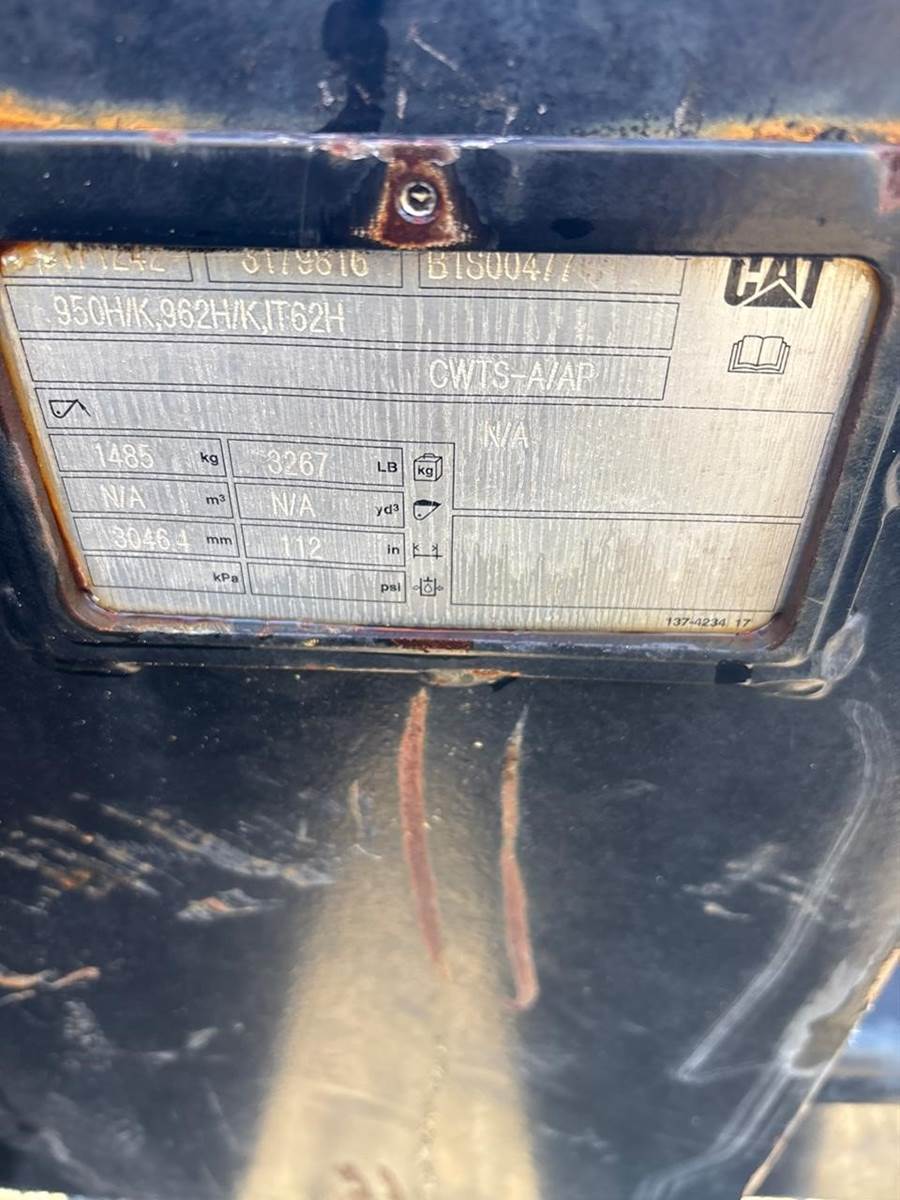 3179816 B1S00477 CAT
950H/K,962H/K,IT62H
CWTS-A/AP
N/A
1485 kg 3267 LB kg
N/A m³ N/A yd³
3046.4 mm 112 in
kPa psi
137-4234 17